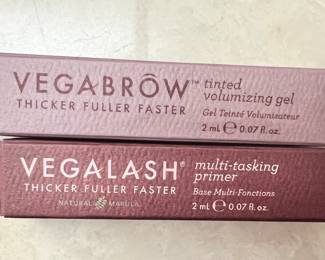 VEGABRÔW™ tinted
volumizing gel
THICKER FULLER FASTER
Gel Teinté Volumisateur
2 mL ℮ 0.07 fl. oz.
VEGALASH® multi-tasking
primer
THICKER FULLER FASTER
Base Multi-Fonctions
NATURAL MARULA
2 mL ℮ 0.07 fl. oz.